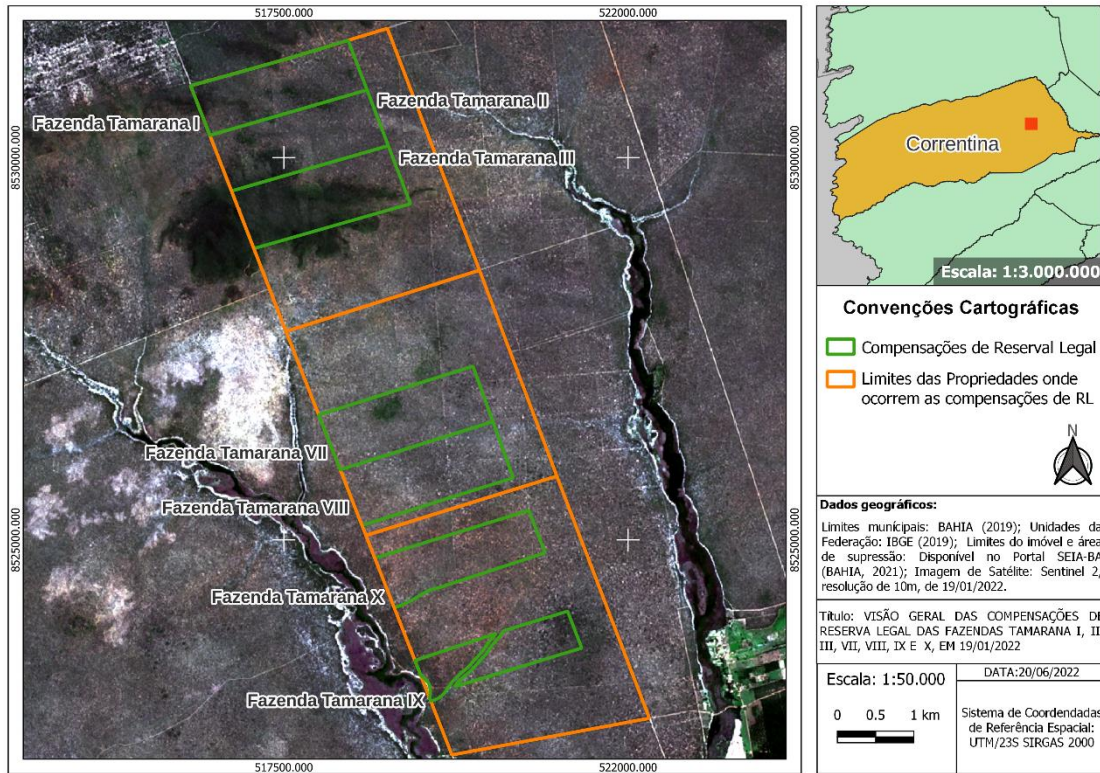 517500.000
522000.000
8530000.000
8530000.000
Fazenda Tamarana I
Fazenda Tamarana II
Fazenda Tamarana III
Fazenda Tamarana VII
Fazenda Tamarana VIII
8525000.000
8525000.000
Fazenda Tamarana X
Fazenda Tamarana IX
517500.000
522000.000
Correntina
Escala: 1:3.000.000
Convenções Cartográficas
Compensações de Reserval Legal
Limites das Propriedades onde
ocorrem as compensações de RL
N
Dados geográficos:
Limites munícipais: BAHIA (2019); Unidades da
Federação: IBGE (2019); Limites do imóvel e área
de supressão: Disponível no Portal SEIA-BA
(BAHIA, 2021); Imagem de Satélite: Sentinel 2,
resolução de 10m, de 19/01/2022.
Título: VISÃO GERAL DAS COMPENSAÇÕES DE
RESERVA LEGAL DAS FAZENDAS TAMARANA I, II,
III, VII, VIII, IX E X, EM 19/01/2022
Escala: 1:50.000
0 0.5 1 km
DATA:20/06/2022
Sistema de Coordendadas
de Referência Espacial:
UTM/23S SIRGAS 2000